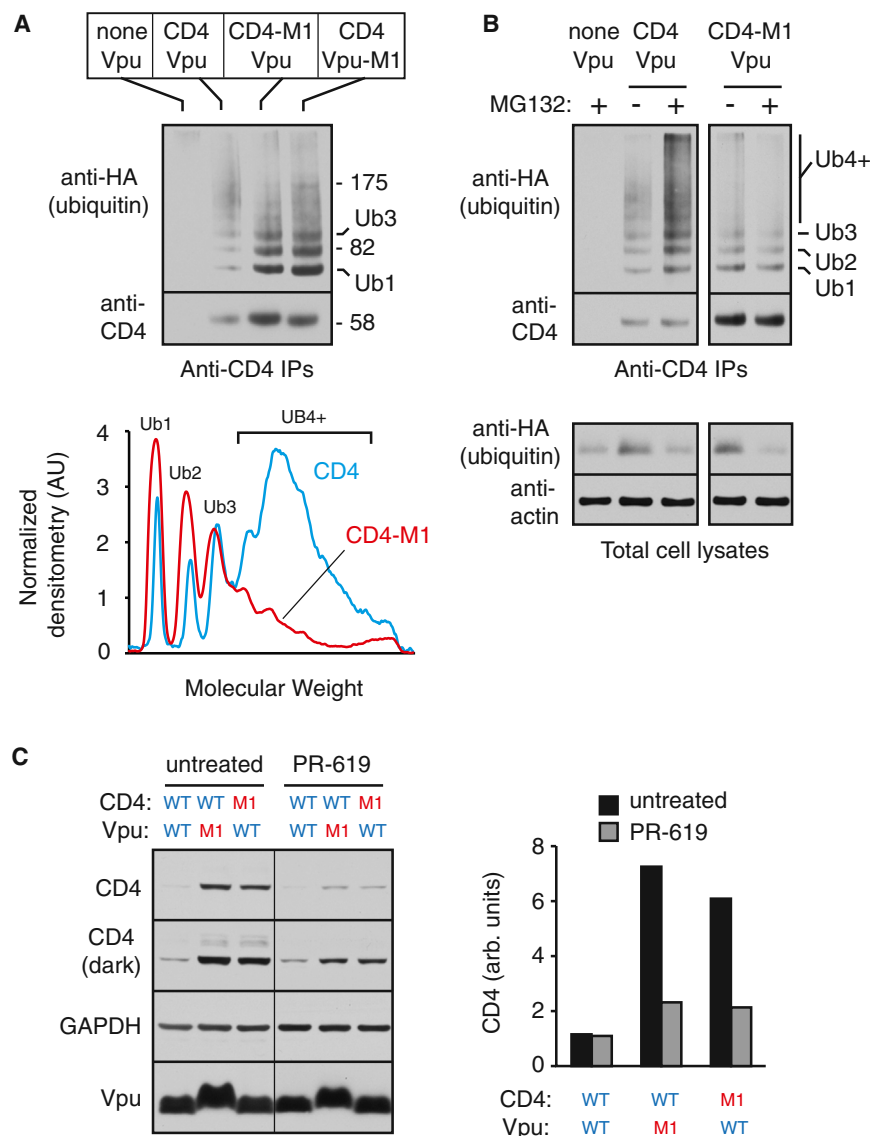 A
none CD4 CD4-M1 CD4
Vpu Vpu Vpu Vpu-M1
anti-HA
(ubiquitin)
- 175
Ub3
- 82
Ub1
anti-
CD4
- 58
Anti-CD4 IPs
Normalized
densitometry (AU)
4
3
2
1
0
Ub1
Ub2
Ub3
UB4+
CD4
CD4-M1
Molecular Weight
B
none CD4 CD4-M1
Vpu Vpu Vpu
MG132: + - + - +
anti-HA
(ubiquitin)
Ub4+
Ub3
Ub2
Ub1
anti-
CD4
Anti-CD4 IPs
anti-HA
(ubiquitin)
anti-
actin
Total cell lysates
C
untreated PR-619
CD4: WT WT M1 WT WT M1
Vpu: WT M1 WT WT M1 WT
CD4
CD4
(dark)
GAPDH
Vpu
untreated
PR-619
CD4 (arb. units)
8
6
4
2
0
CD4: WT WT M1
Vpu: WT M1 WT